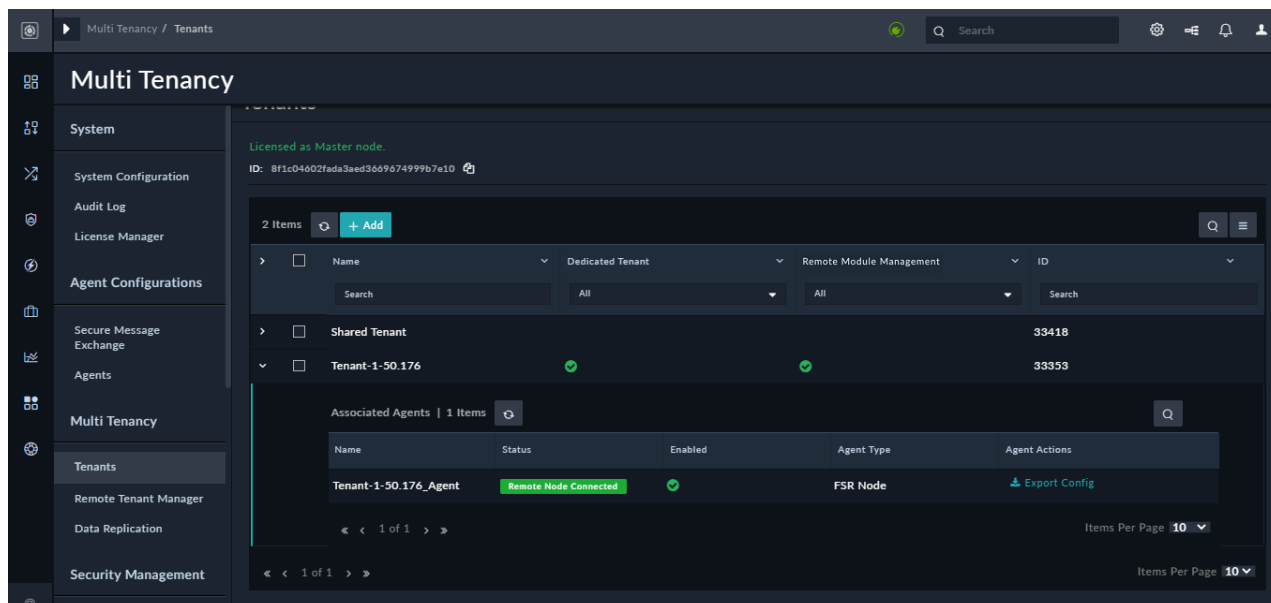 Multi Tenancy / Tenants
Search
Multi Tenancy
System
System Configuration
Audit Log
License Manager
Agent Configurations
Secure Message
Exchange
Agents
Multi Tenancy
Tenants
Remote Tenant Manager
Data Replication
Security Management
Tenants
Licensed as Master node.
ID: 8f1c04602fada3aed3669674999b7e10
2 Items + Add
Name Dedicated Tenant Remote Module Management ID
Search All All Search
Shared Tenant 33418
Tenant-1-50.176 33353
Associated Agents | 1 Items
Name Status Enabled Agent Type Agent Actions
Tenant-1-50.176_Agent Remote Node Connected FSR Node Export Config
« ‹ 1 of 1 › » Items Per Page 10
« ‹ 1 of 1 › » Items Per Page 10